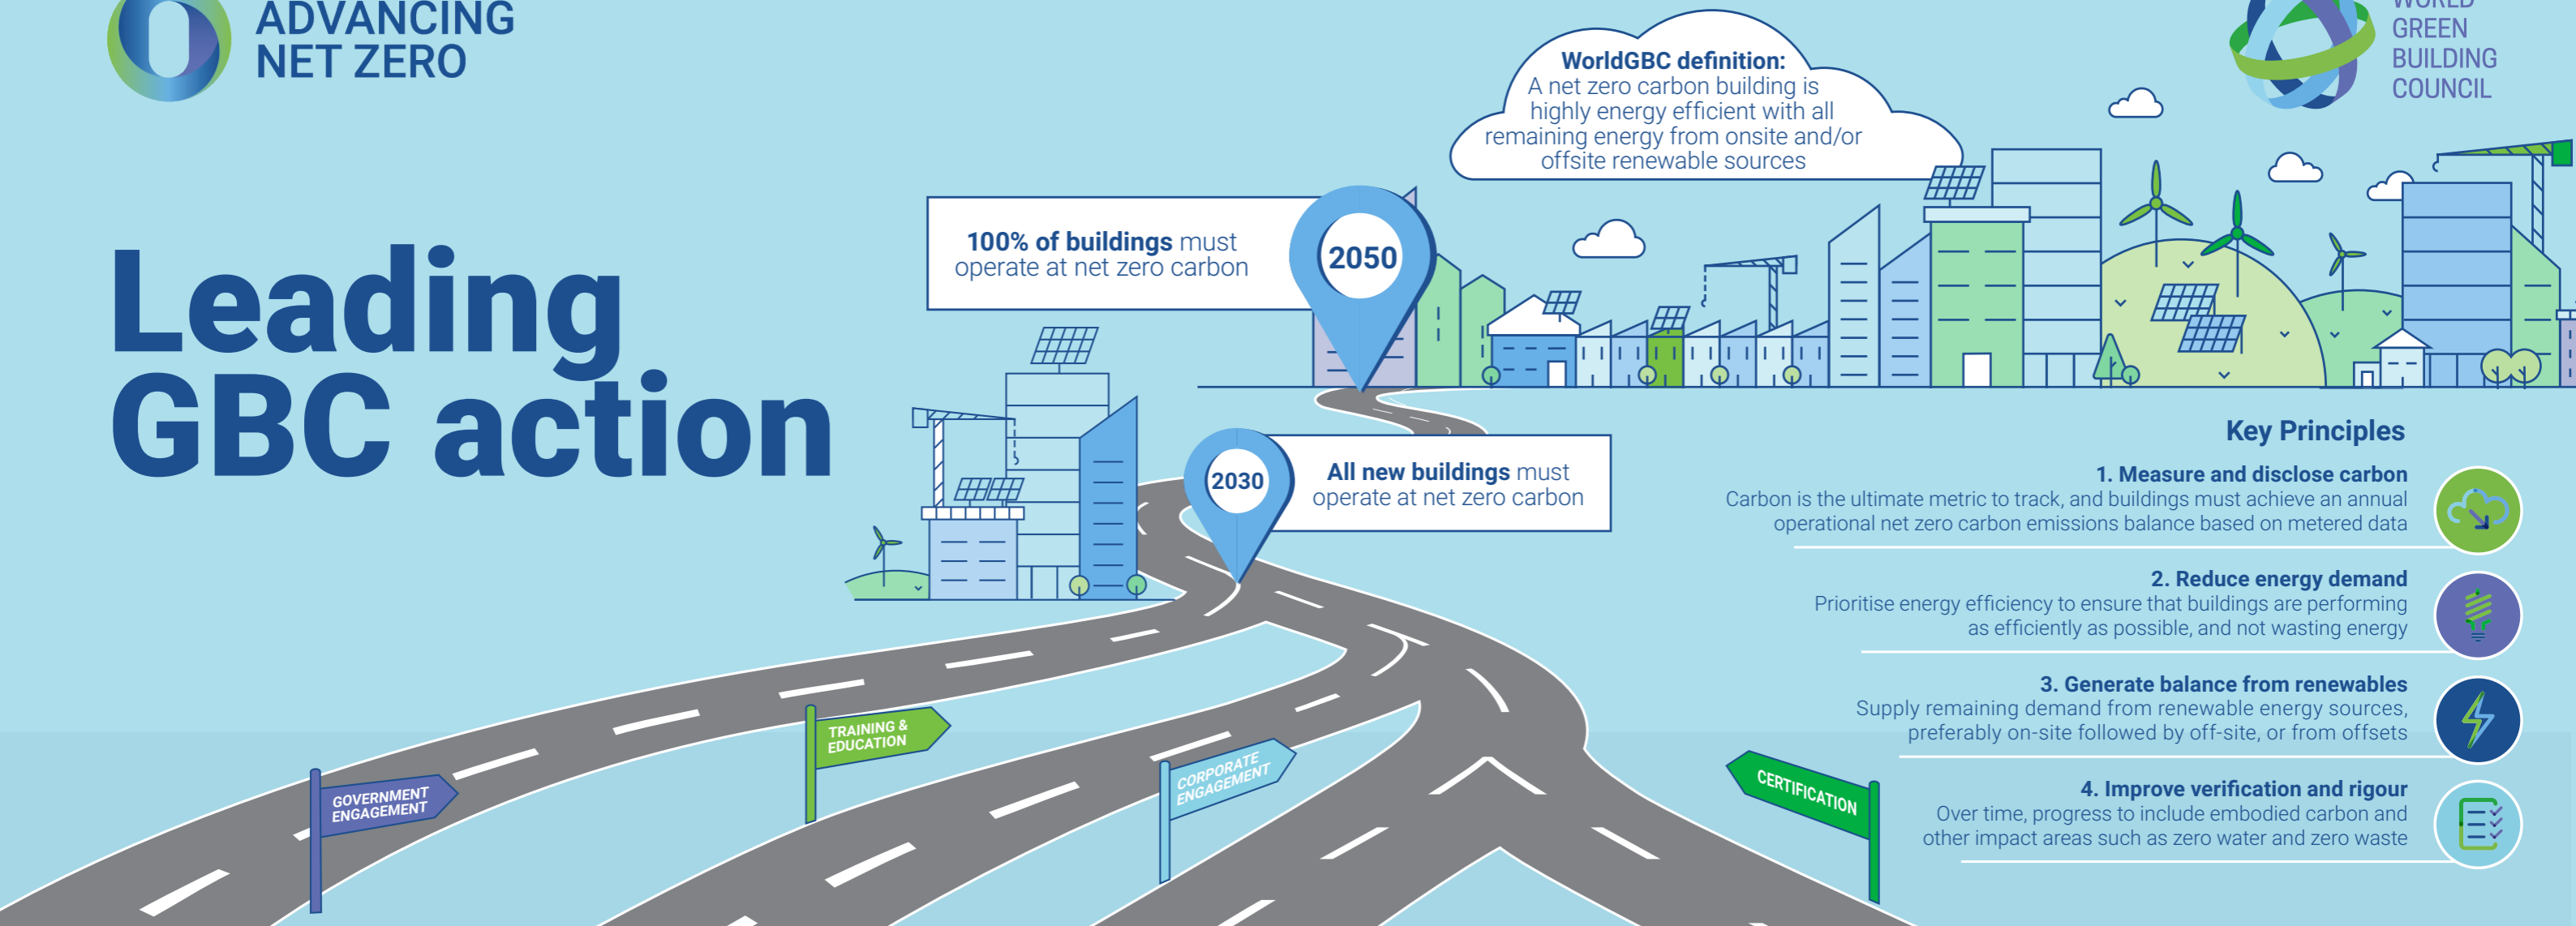 ADVANCING
NET ZERO
WORLD
GREEN
BUILDING
COUNCIL
WorldGBC definition:
A net zero carbon building is
highly energy efficient with all
remaining energy from onsite and/or
offsite renewable sources
Leading
GBC action
100% of buildings must
operate at net zero carbon
2050
2030
All new buildings must
operate at net zero carbon
Key Principles
1. Measure and disclose carbon
Carbon is the ultimate metric to track, and buildings must achieve an annual
operational net zero carbon emissions balance based on metered data
2. Reduce energy demand
Prioritise energy efficiency to ensure that buildings are performing
as efficiently as possible, and not wasting energy
3. Generate balance from renewables
Supply remaining demand from renewable energy sources,
preferably on-site followed by off-site, or from offsets
4. Improve verification and rigour
Over time, progress to include embodied carbon and
other impact areas such as zero water and zero waste
GOVERNMENT
ENGAGEMENT
TRAINING &
EDUCATION
CORPORATE
ENGAGEMENT
CERTIFICATION